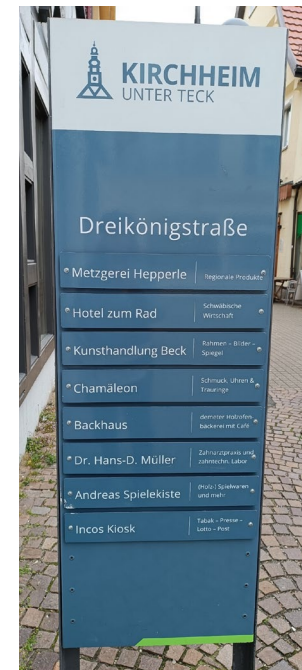 KIRCHHEIM
UNTER TECK
Dreikönigstraße
Metzgerei Hepperle
Regionale Produkte
Hotel zum Rad
Schwäbische
Wirtschaft
Kunsthandlung Beck
Rahmen – Bilder –
Spiegel
Chamäleon
Schmuck, Uhren &
Trauringe
Backhaus
demeter Holzofen-
bäckerei mit Café
Dr. Hans-D. Müller
Zahnarztpraxis und
zahntechn. Labor
Andreas Spielekiste
(Holz-) Spielwaren
und mehr
Incos Kiosk
Tabak – Presse –
Lotto – Post